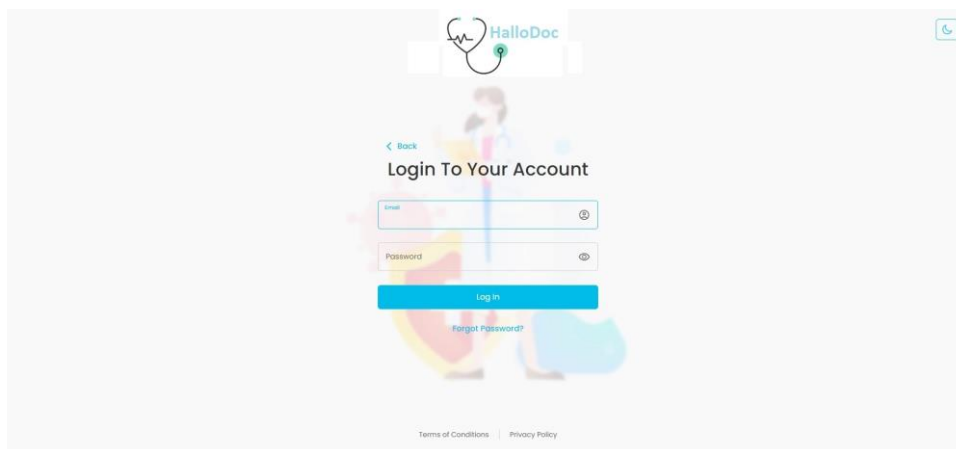 HalloDoc
Back
Login To Your Account
Email
Password
Log in
Forgot Password?
Terms of Conditions | Privacy Policy